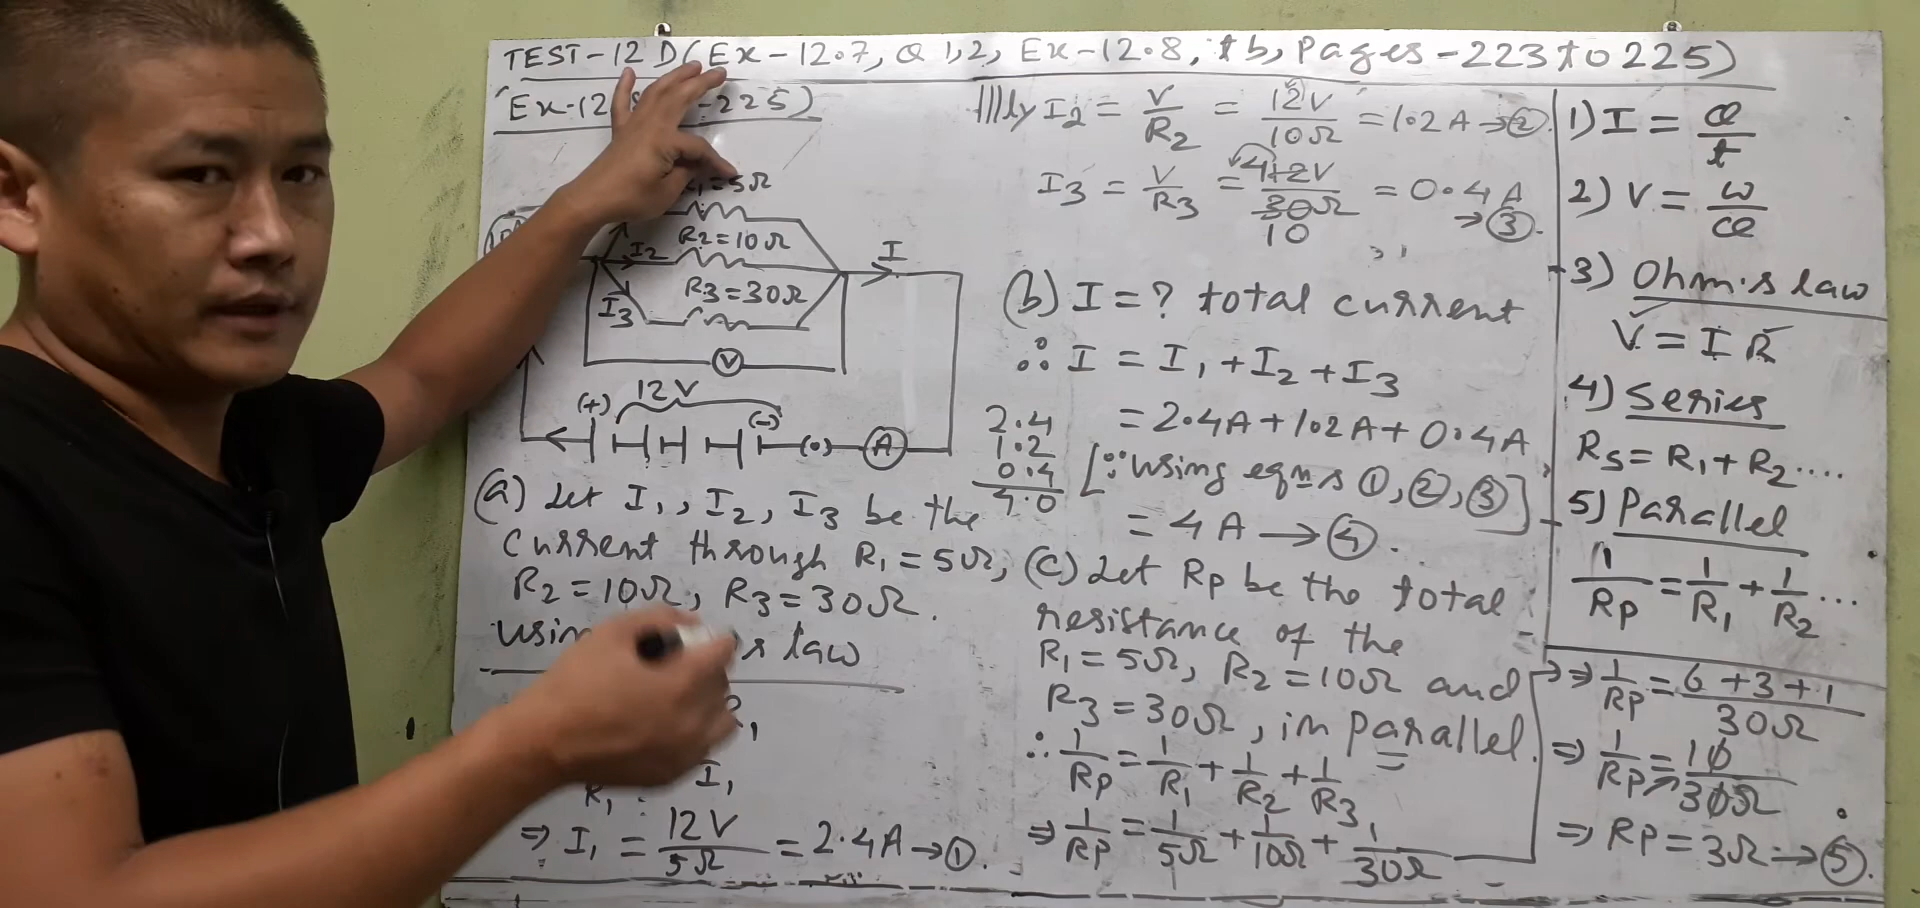 TEST-12D(Ex-12.7, Q 1,2, Ex-12.8, tb, Pages-223 to 225)
(Ex-12 -225)
=5Ω
R2=10Ω
I2
R3=30Ω
I3
I
V
12V
(+)
(-)
(.)
A
(a) Let I1, I2, I3 be the
current through R1=5Ω,
R2=10Ω, R3=30Ω.
law
R1
I1
R1
⇒ I1 = 12V/5Ω = 2.4A → ①.
lllly I2 = V/R2 = 12V/10Ω = 1.2A → ②.
I3 = V/R3 = 12V/30Ω = 0.4A → ③.
4
10
(b) I = ? total current
∴ I = I1 + I2 + I3
= 2.4A + 1.2A + 0.4A
[∵ using eqns ①, ②, ③]
= 4A → ④.
2.4
1.2
0.4
4.0
(c) Let Rp be the total
resistance of the
R1=5Ω, R2=10Ω and
R3=30Ω, in parallel.
∴ 1/Rp = 1/R1 + 1/R2 + 1/R3
⇒ 1/Rp = 1/5Ω + 1/10Ω + 1/30Ω
1) I = Q/t
2) V = W/Q
3) Ohm's law
V = IR
4) Series
Rs = R1 + R2....
5) Parallel
1/Rp = 1/R1 + 1/R2...
⇒ 1/Rp = 6+3+1/30Ω
⇒ 1/Rp = 10/30Ω
⇒ Rp = 3Ω → ⑤.